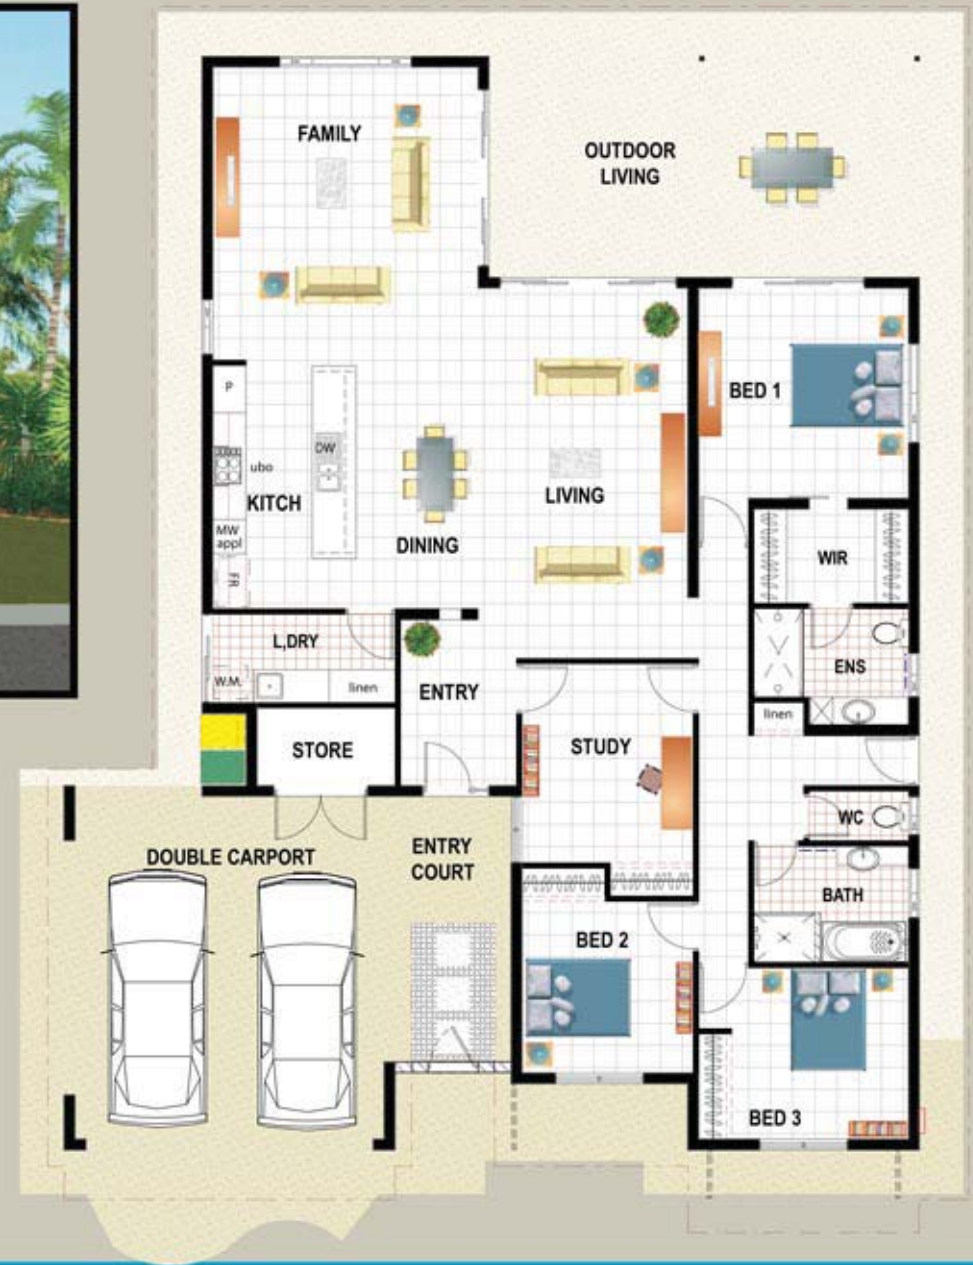 FAMILY
OUTDOOR
LIVING
P
BED 1
ubo
DW
KITCH
LIVING
MW
appl
DINING
FR
WIR
L,DRY
ENS
W.M.
linen
ENTRY
linen
STORE
STUDY
WC
DOUBLE CARPORT
ENTRY
COURT
BATH
BED 2
BED 3